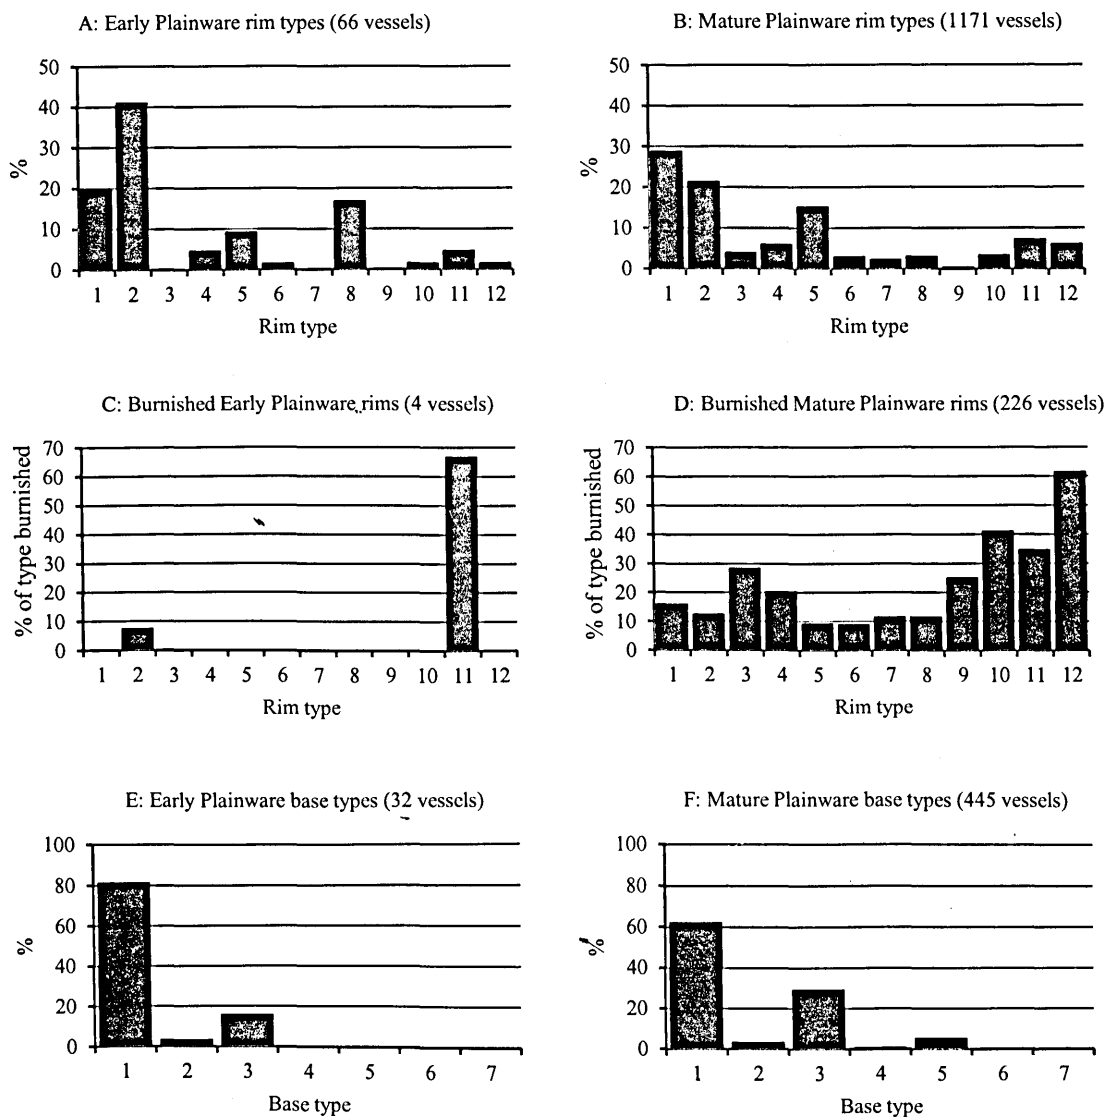 A: Early Plainware rim types (66 vessels)
50
40
30
20
10
0
%
1 2 3 4 5 6 7 8 9 10 11 12
Rim type
B: Mature Plainware rim types (1171 vessels)
50
40
30
20
10
0
%
1 2 3 4 5 6 7 8 9 10 11 12
Rim type
C: Burnished Early Plainware rims (4 vessels)
70
60
50
40
30
20
10
0
% of type burnished
1 2 3 4 5 6 7 8 9 10 11 12
Rim type
D: Burnished Mature Plainware rims (226 vessels)
70
60
50
40
30
20
10
0
% of type burnished
1 2 3 4 5 6 7 8 9 10 11 12
Rim type
E: Early Plainware base types (32 vessels)
100
80
60
40
20
0
%
1 2 3 4 5 6 7
Base type
F: Mature Plainware base types (445 vessels)
100
80
60
40
20
0
%
1 2 3 4 5 6 7
Base type